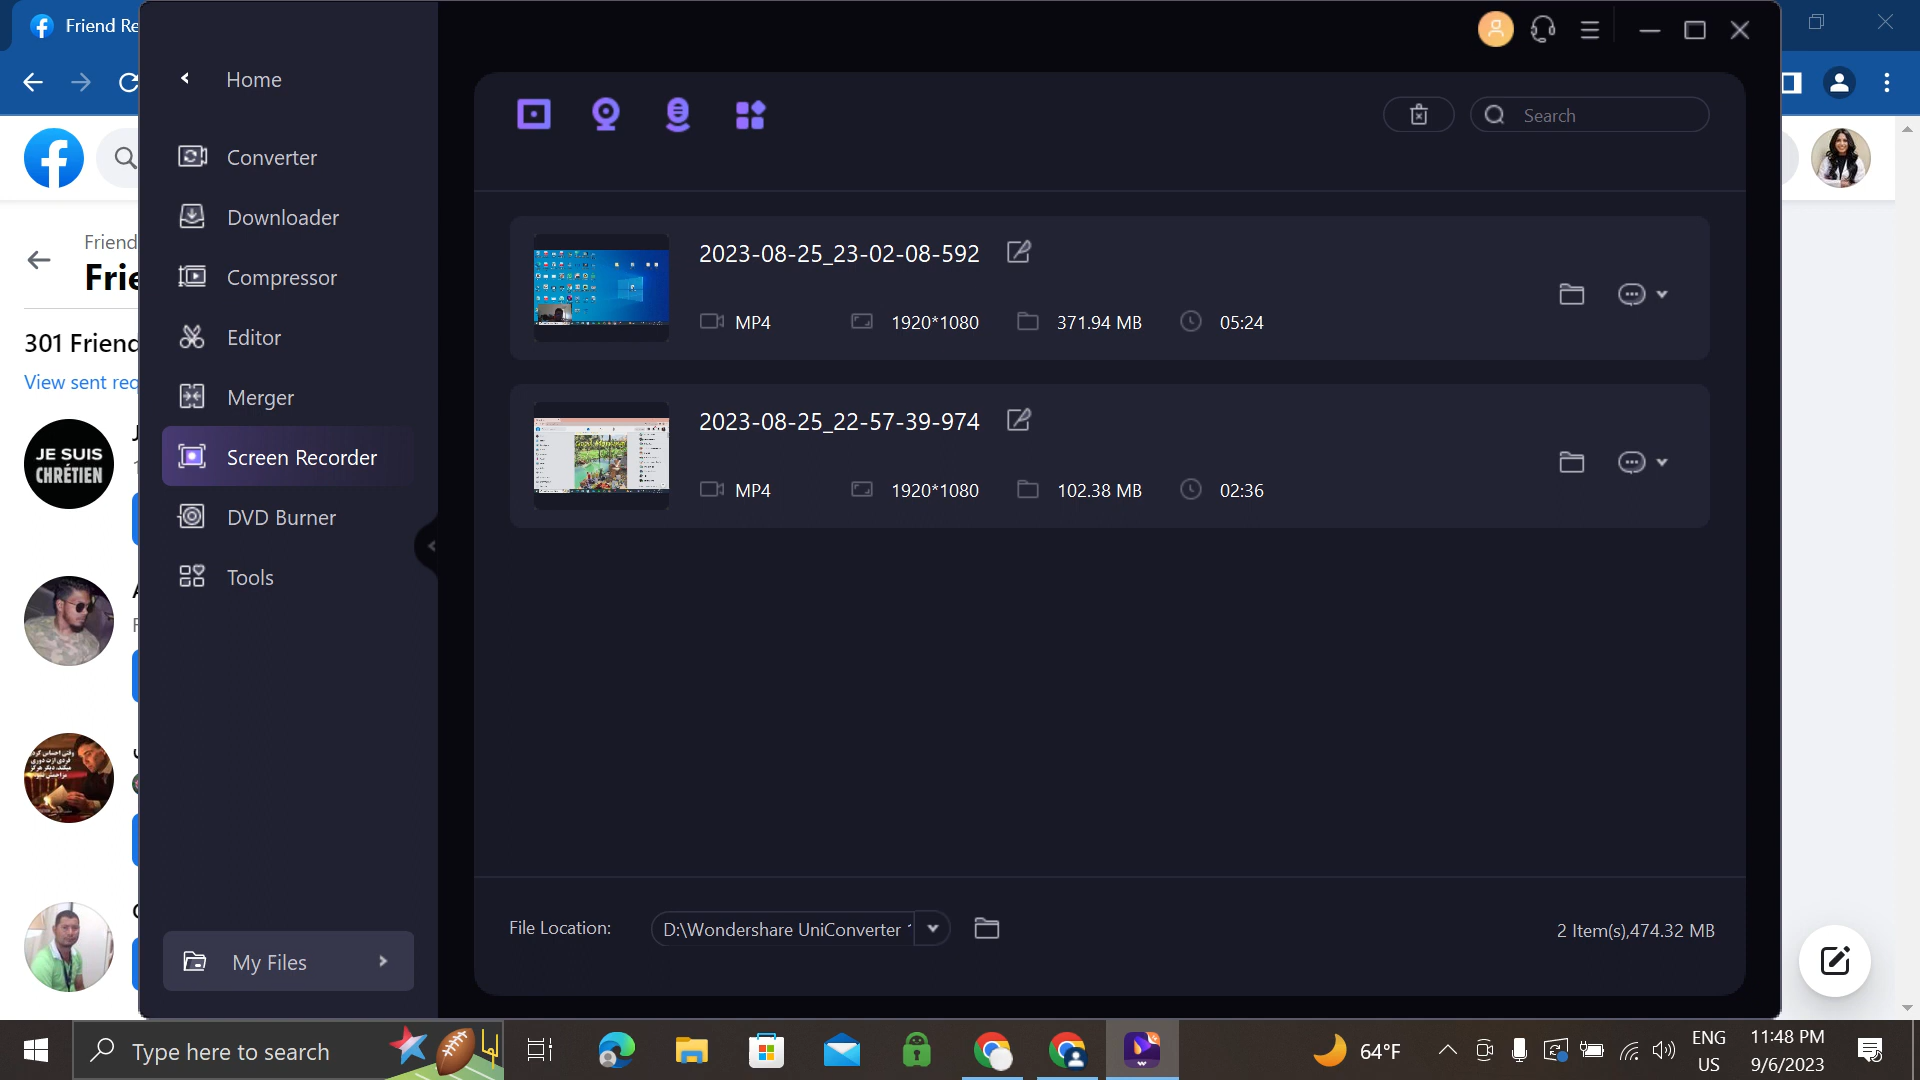 Friend Re
Home
Converter
Downloader
Compressor
Editor
Merger
Screen Recorder
DVD Burner
Tools
My Files
Search
2023-08-25_23-02-08-592
MP4 1920*1080 371.94 MB 05:24
2023-08-25_22-57-39-974
MP4 1920*1080 102.38 MB 02:36
File Location: D:\Wondershare UniConverter
2 Item(s),474.32 MB
Friend
Frie
301 Friend
View sent req
JE SUIS
CHRÉTIEN
Type here to search
64°F
ENG
US
11:48 PM
9/6/2023